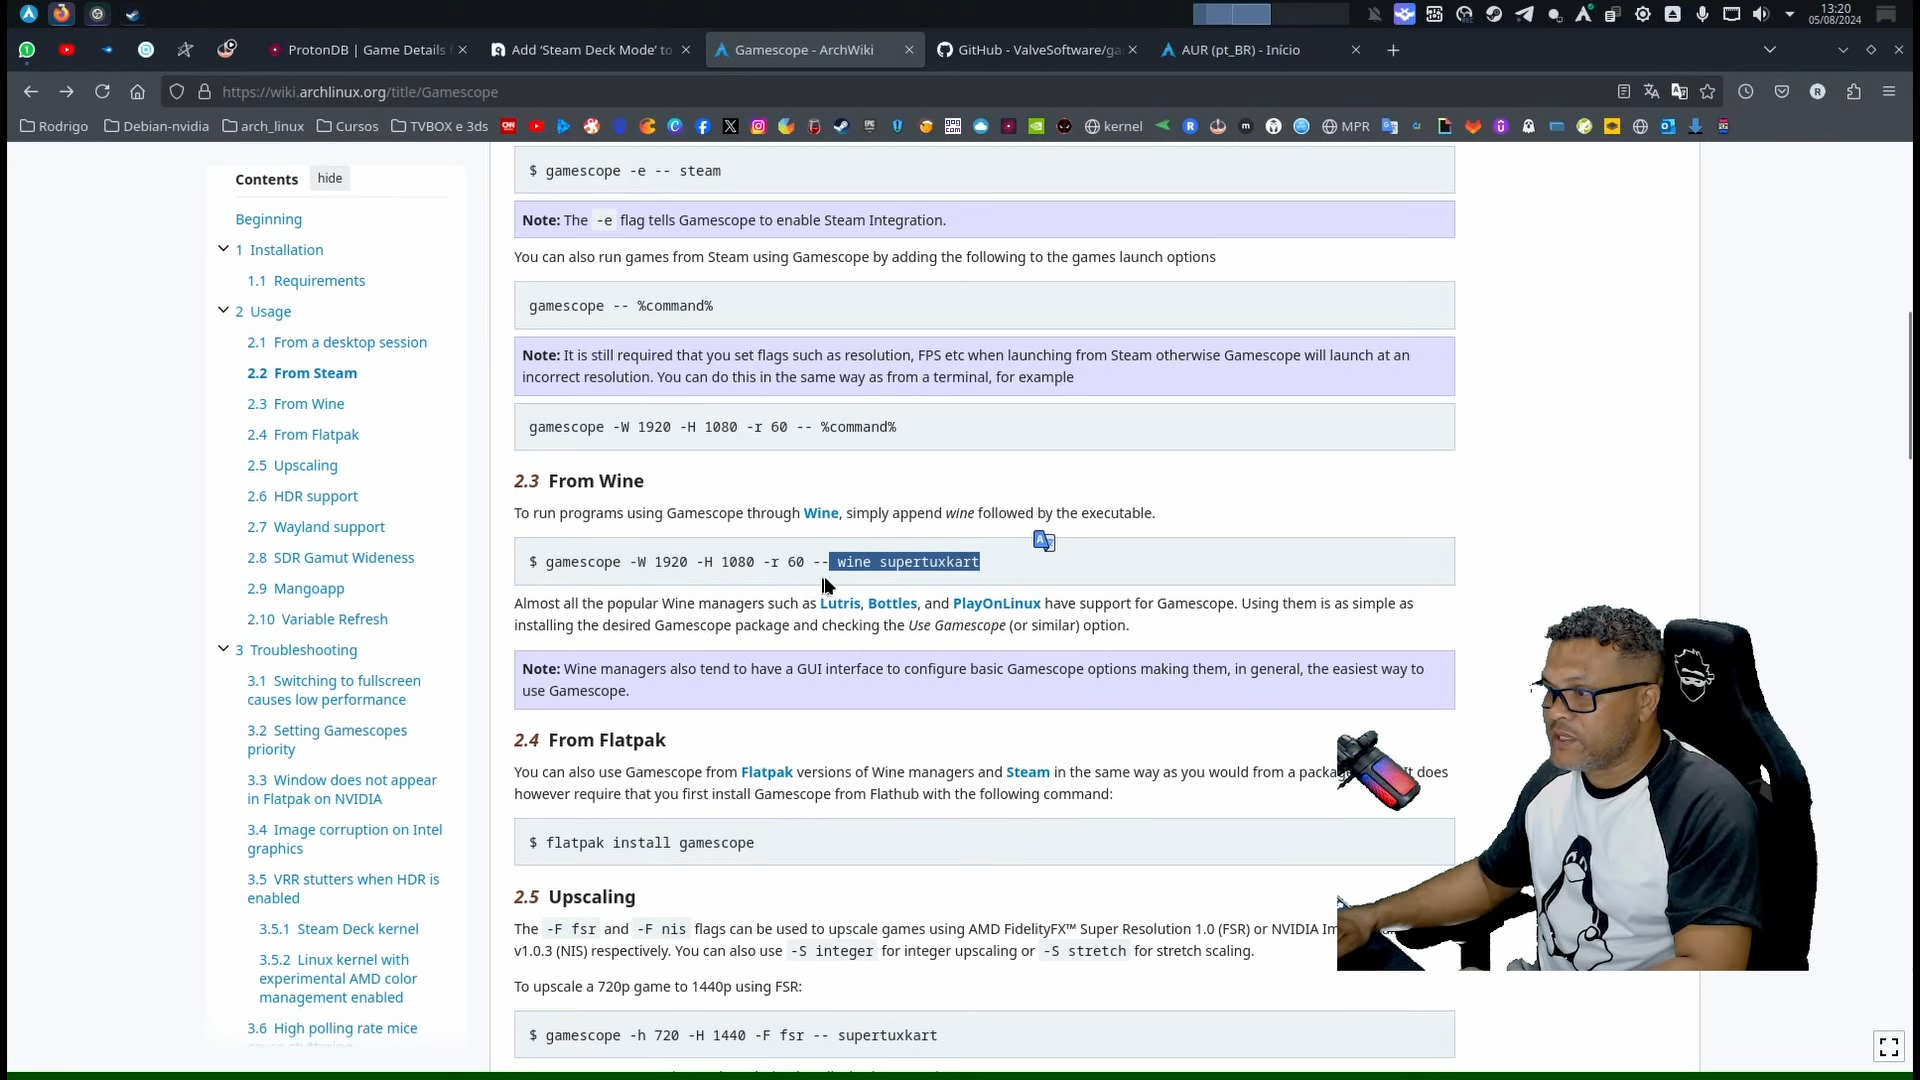 13:20
05/08/2024
ProtonDB | Game Details f
Add 'Steam Deck Mode' to
Gamescope - ArchWiki
GitHub - ValveSoftware/ga
AUR (pt_BR) - Início
https://wiki.archlinux.org/title/Gamescope
Rodrigo
Debian-nvidia
arch_linux
Cursos
TVBOX e 3ds
kernel
MPR
Contents
hide
Beginning
1 Installation
1.1 Requirements
2 Usage
2.1 From a desktop session
2.2 From Steam
2.3 From Wine
2.4 From Flatpak
2.5 Upscaling
2.6 HDR support
2.7 Wayland support
2.8 SDR Gamut Wideness
2.9 Mangoapp
2.10 Variable Refresh
3 Troubleshooting
3.1 Switching to fullscreen
causes low performance
3.2 Setting Gamescopes
priority
3.3 Window does not appear
in Flatpak on NVIDIA
3.4 Image corruption on Intel
graphics
3.5 VRR stutters when HDR is
enabled
3.5.1 Steam Deck kernel
3.5.2 Linux kernel with
experimental AMD color
management enabled
3.6 High polling rate mice
$ gamescope -e -- steam
Note: The -e flag tells Gamescope to enable Steam Integration.
You can also run games from Steam using Gamescope by adding the following to the games launch options
gamescope -- %command%
Note: It is still required that you set flags such as resolution, FPS etc when launching from Steam otherwise Gamescope will launch at an
incorrect resolution. You can do this in the same way as from a terminal, for example
gamescope -W 1920 -H 1080 -r 60 -- %command%
2.3 From Wine
To run programs using Gamescope through Wine, simply append wine followed by the executable.
$ gamescope -W 1920 -H 1080 -r 60 -- wine supertuxkart
Almost all the popular Wine managers such as Lutris, Bottles, and PlayOnLinux have support for Gamescope. Using them is as simple as
installing the desired Gamescope package and checking the Use Gamescope (or similar) option.
Note: Wine managers also tend to have a GUI interface to configure basic Gamescope options making them, in general, the easiest way to
use Gamescope.
2.4 From Flatpak
You can also use Gamescope from Flatpak versions of Wine managers and Steam in the same way as you would from a packag It does
however require that you first install Gamescope from Flathub with the following command:
$ flatpak install gamescope
2.5 Upscaling
The -F fsr and -F nis flags can be used to upscale games using AMD FidelityFX™ Super Resolution 1.0 (FSR) or NVIDIA Im
v1.0.3 (NIS) respectively. You can also use -S integer for integer upscaling or -S stretch for stretch scaling.
To upscale a 720p game to 1440p using FSR:
$ gamescope -h 720 -H 1440 -F fsr -- supertuxkart